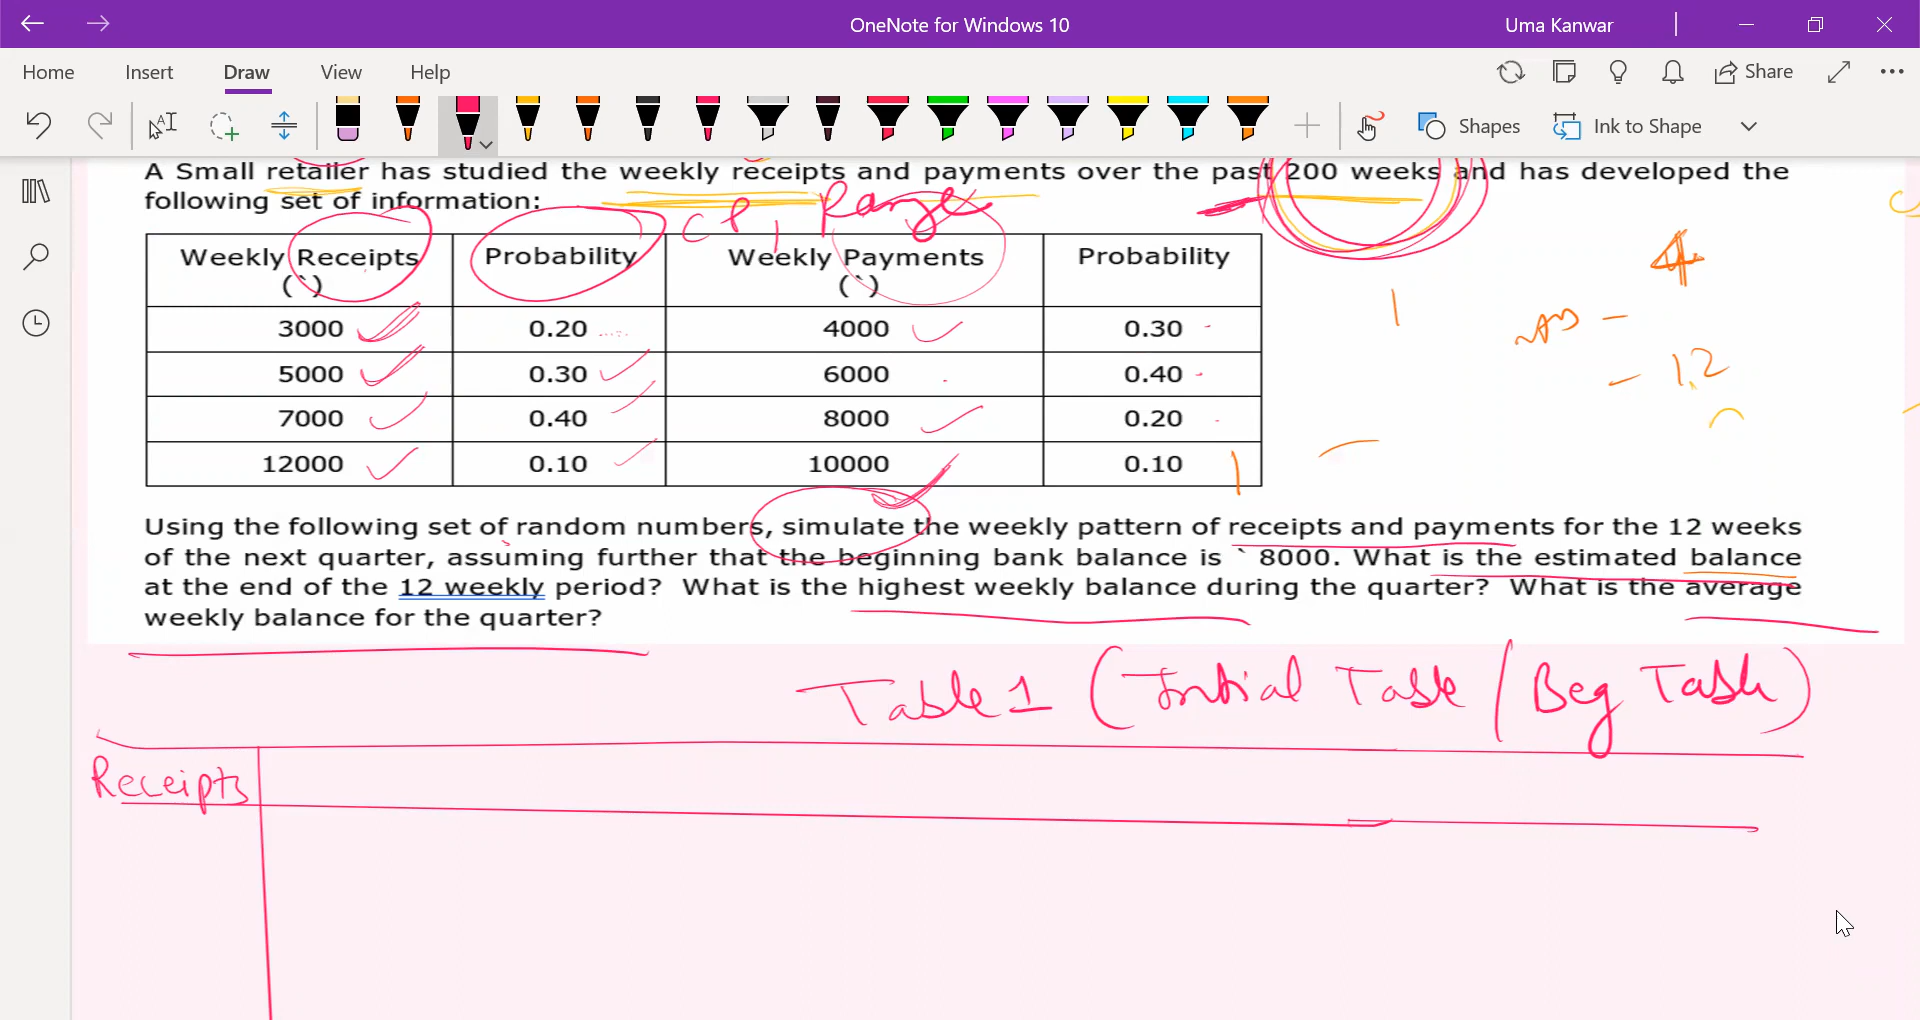 OneNote for Windows 10
Uma Kanwar
Home Insert Draw View Help
Share
Shapes
Ink to Shape
A Small retailer has studied the weekly receipts and payments over the past 200 weeks and has developed the
following set of information:
CP, Range
Weekly Receipts (`) Probability Weekly Payments (`) Probability
3000 0.20 4000 0.30
5000 0.30 6000 0.40
7000 0.40 8000 0.20
12000 0.10 10000 0.10
4
1
- 12
Using the following set of random numbers, simulate the weekly pattern of receipts and payments for the 12 weeks
of the next quarter, assuming further that the beginning bank balance is ` 8000. What is the estimated balance
at the end of the 12 weekly period? What is the highest weekly balance during the quarter? What is the average
weekly balance for the quarter?
Table 1 (Initial Table / Beg Table)
Receipts